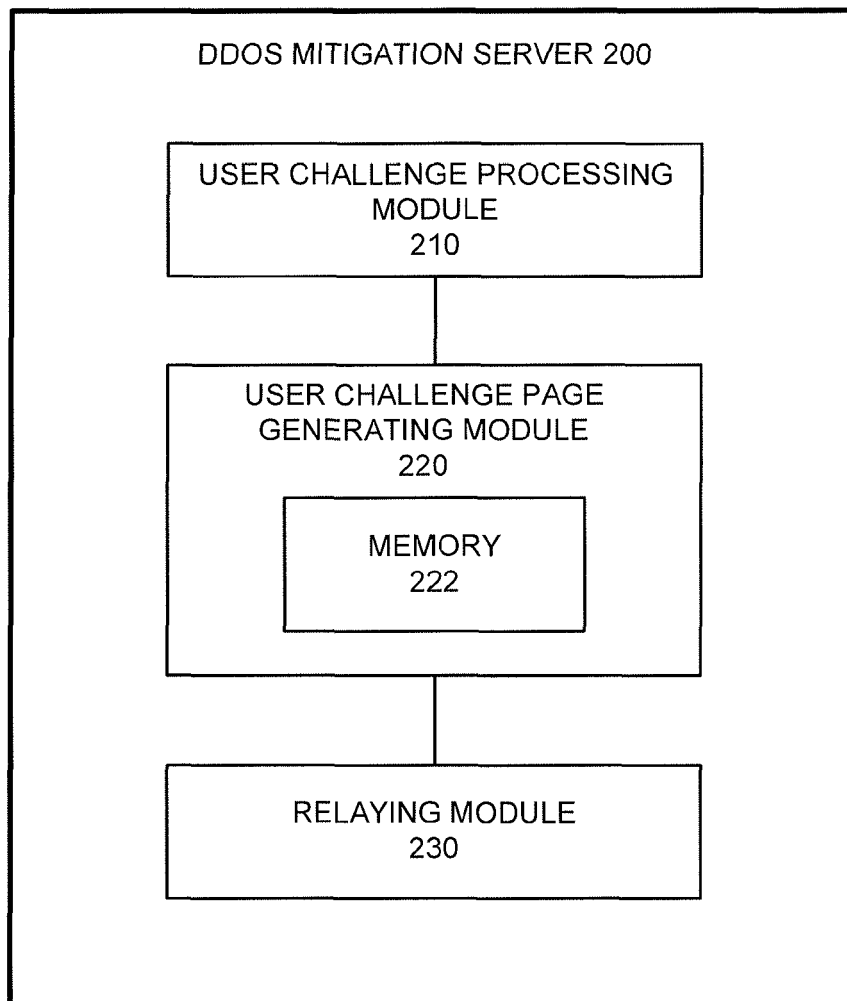 DDOS MITIGATION SERVER 200
USER CHALLENGE PROCESSING
MODULE
210
USER CHALLENGE PAGE
GENERATING MODULE
220
MEMORY
222
RELAYING MODULE
230